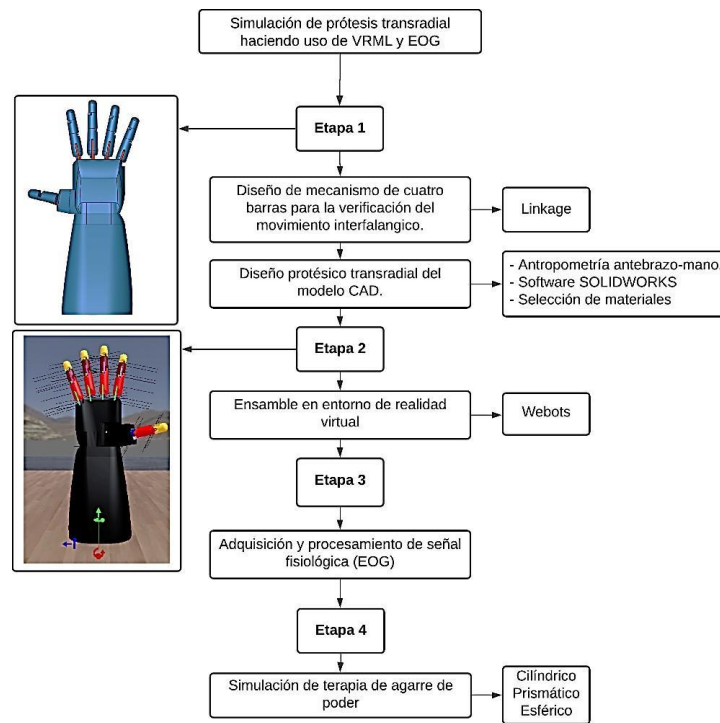 Simulación de prótesis transradial
haciendo uso de VRML y EOG
Etapa 1
Diseño de mecanismo de cuatro
barras para la verificación del
movimiento interfalangico.
Linkage
Diseño protésico transradial del
modelo CAD.
- Antropometría antebrazo-mano.
- Software SOLIDWORKS
- Selección de materiales
Etapa 2
Ensamble en entorno de realidad
virtual
Webots
Etapa 3
Adquisición y procesamiento de señal
fisiológica (EOG)
Etapa 4
Simulación de terapia de agarre de
poder
Cilíndrico
Prismático
Esférico